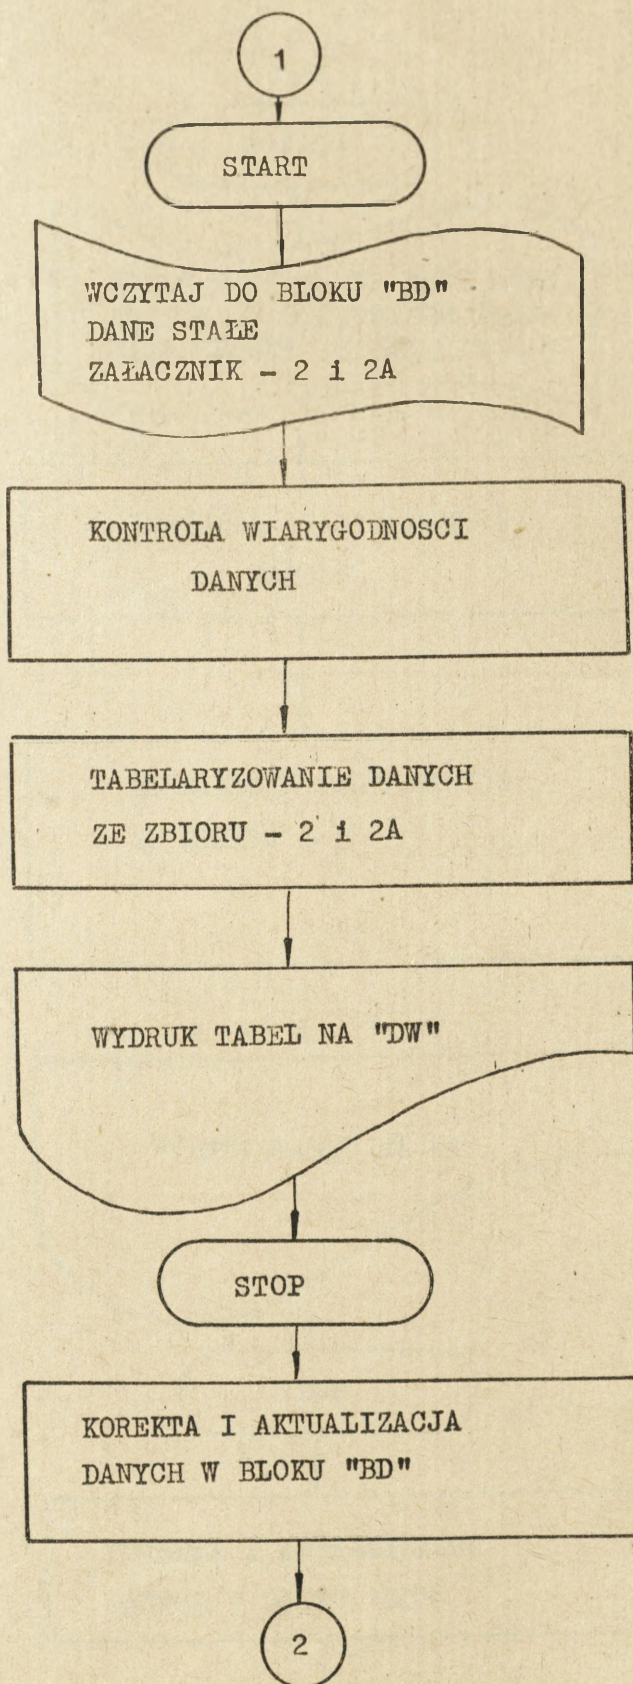 1
START
WCZYTAJ DO BLOKU "BD"
DANE STAŁE
ZAŁACZNIK - 2 i 2A
KONTROLA WIARYGODNOSCI
DANYCH
TABELARYZOWANIE DANYCH
ZE ZBIORU - 2 i 2A
WYDRUK TABEL NA "DW"
STOP
KOREKTA I AKTUALIZACJA
DANYCH W BLOKU "BD"
2